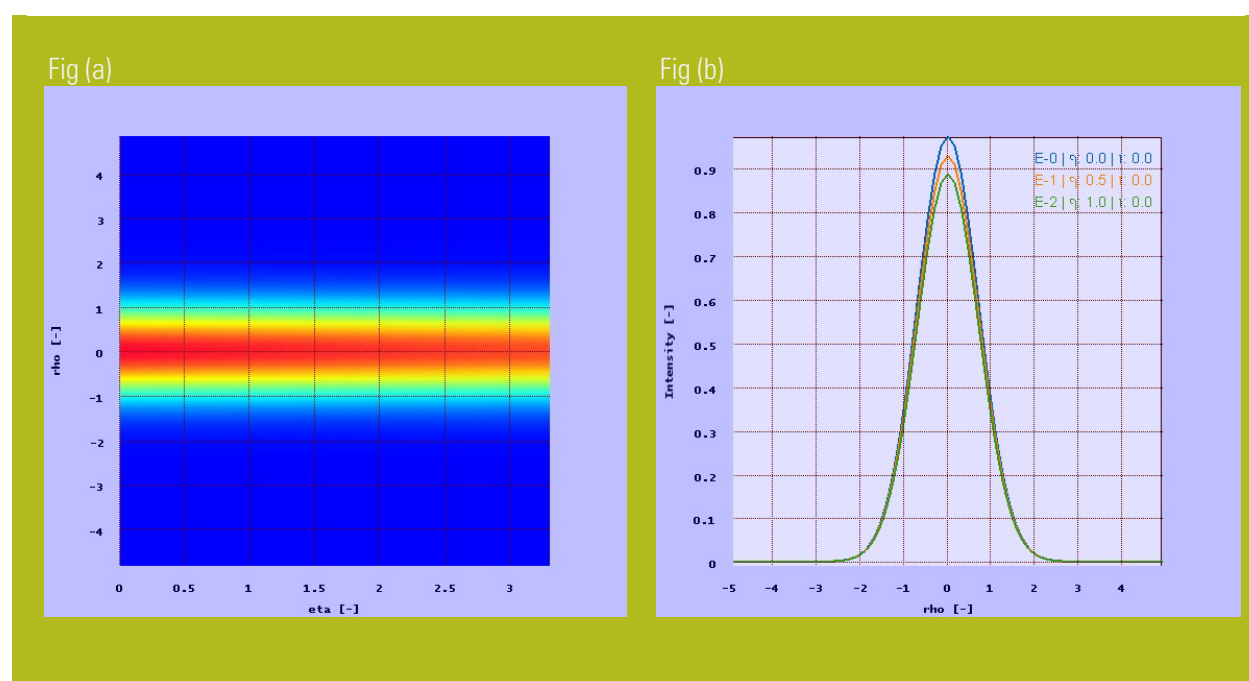 Fig (a)
4
3
2
1
0
-1
-2
-3
-4
rho [-]
0 0.5 1 1.5 2 2.5 3
eta [-]
Fig (b)
E-0 | η: 0.0 | τ: 0.0
E-1 | η: 0.5 | τ: 0.0
E-2 | η: 1.0 | τ: 0.0
0.9
0.8
0.7
0.6
0.5
0.4
0.3
0.2
0.1
0
Intensity [-]
-5 -4 -3 -2 -1 0 1 2 3 4
rho [-]